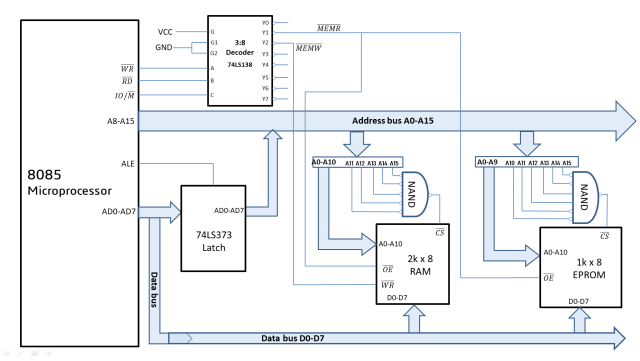 VCC
GND
G
G1
G2
A
B
C
3:8
Decoder
74LS138
Y0
Y1
Y2
Y3
Y4
Y5
Y6
Y7
MEMR
MEMW
WR
RD
IO/M
A8-A15
ALE
AD0-AD7
8085
Microprocessor
Address bus A0-A15
AD0-AD7
74LS373
Latch
Data bus
A0-A10
A11 A12 A13 A14 A15
NAND
CS
A0-A10
2k x 8
RAM
OE
WR
D0-D7
A0-A9
A10 A11 A12 A13 A14 A15
NAND
CS
A0-A10
1k x 8
EPROM
OE
D0-D7
Data bus D0-D7